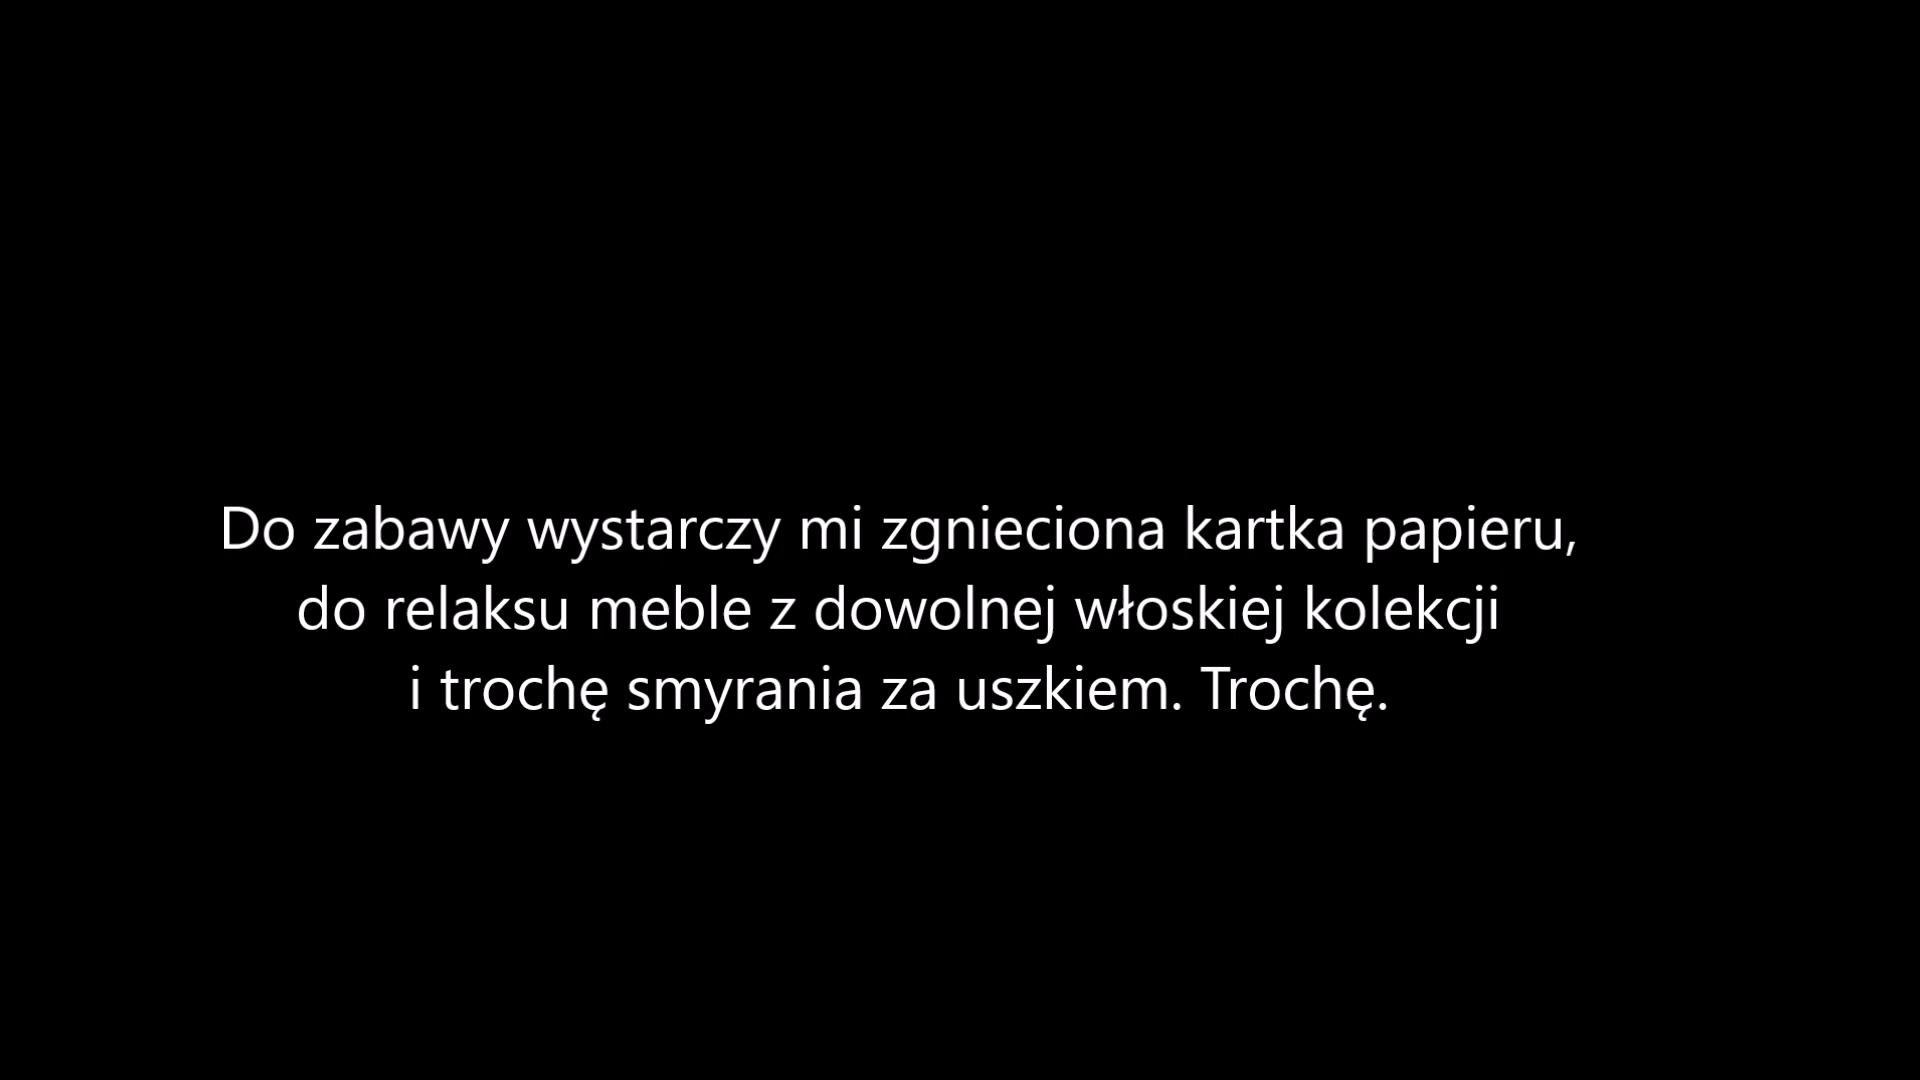 Do zabawy wystarczy mi zgnieciona kartka papieru,
do relaksu meble z dowolnej włoskiej kolekcji
i trochę smyrania za uszkiem. Trochę.